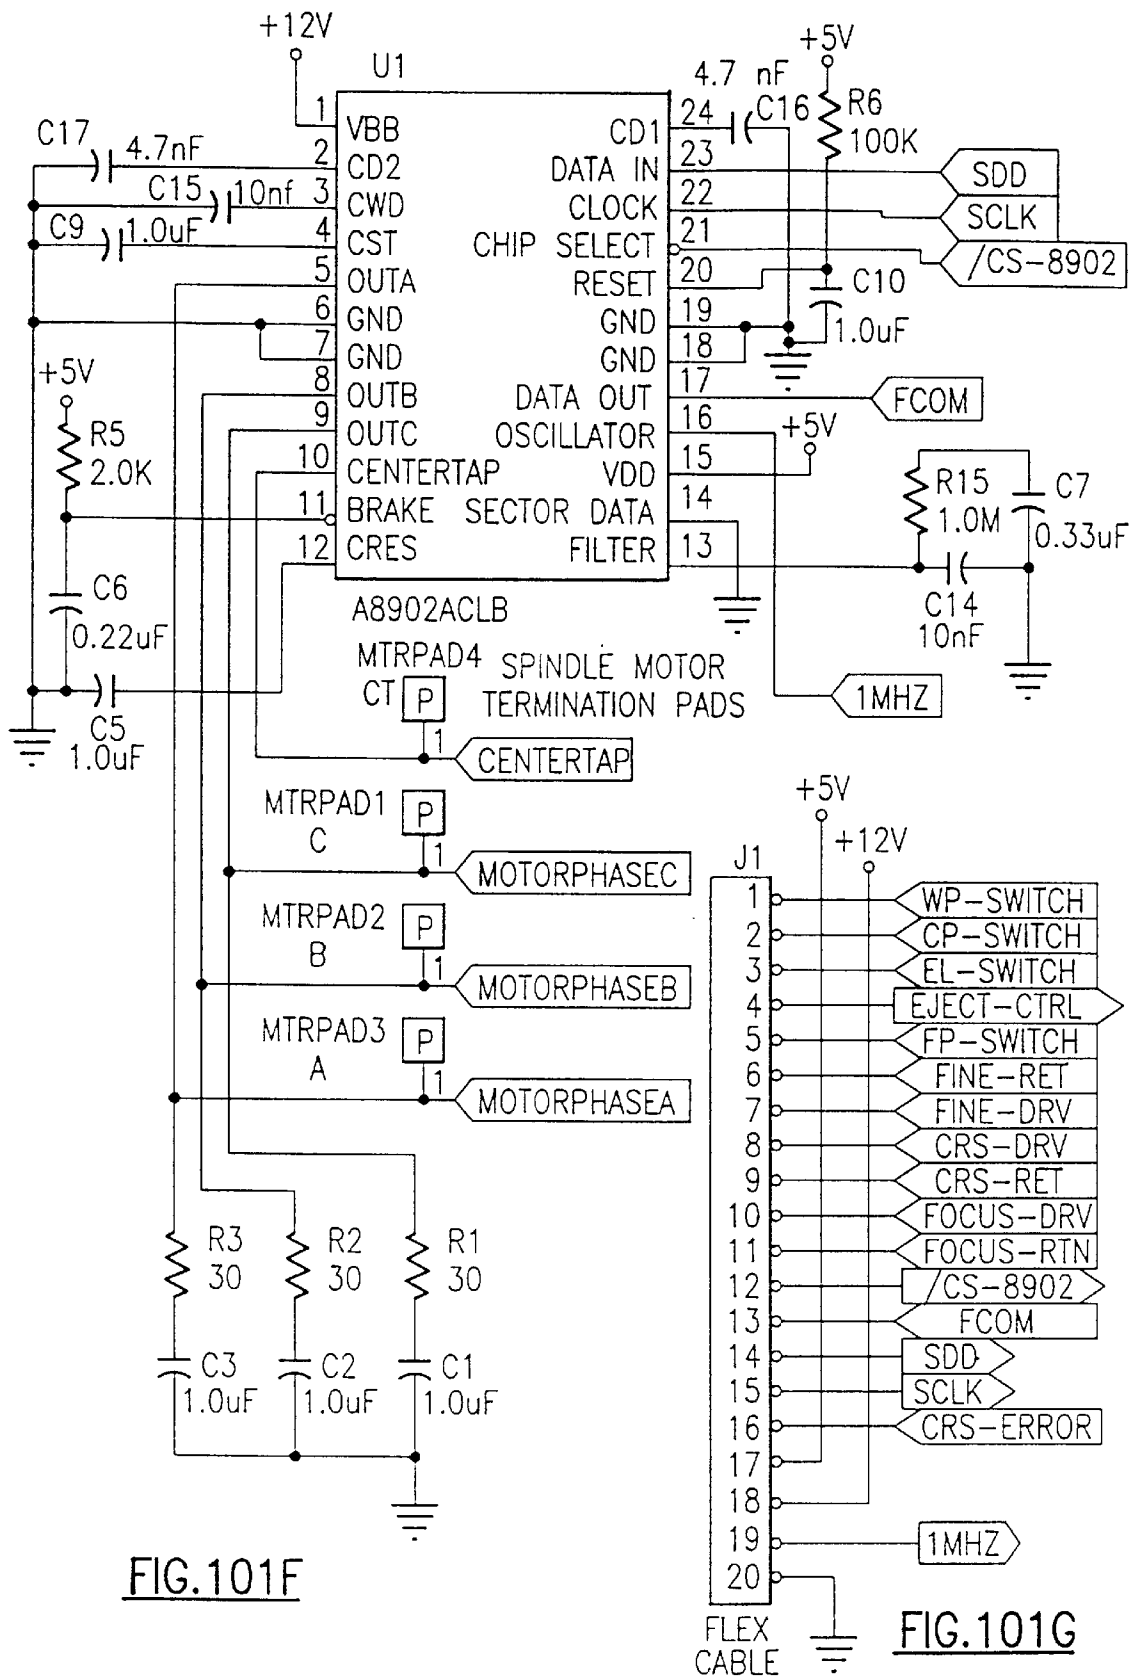 +12V
U1
1 VBB
C17 4.7nF
2 CD2
C15 10nf
3 CWD
C9 1.0uF
4 CST
5 OUTA
6 GND
7 GND
8 OUTB
9 OUTC
10 CENTERTAP
11 BRAKE
12 CRES
+5V
R5
2.0K
C6
0.22uF
C5
1.0uF
4.7 nF
C16
+5V
R6
100K
CD1 24
DATA IN 23
SDD
CLOCK 22
SCLK
CHIP SELECT 21
/CS-8902
RESET 20
C10
1.0uF
GND 19
GND 18
DATA OUT 17
FCOM
OSCILLATOR 16
+5V
VDD 15
SECTOR DATA 14
FILTER 13
R15
1.0M
C7
0.33uF
C14
10nF
A8902ACLB
MTRPAD4
CT
P
1
CENTERTAP
SPINDLE MOTOR
TERMINATION PADS
1MHZ
MTRPAD1
C
P
1
MOTORPHASEC
MTRPAD2
B
P
1
MOTORPHASEB
MTRPAD3
A
P
1
MOTORPHASEA
R3
30
R2
30
R1
30
C3
1.0uF
C2
1.0uF
C1
1.0uF
FIG.101F
+5V
+12V
J1
1 WP-SWITCH
2 CP-SWITCH
3 EL-SWITCH
4 EJECT-CTRL
5 FP-SWITCH
6 FINE-RET
7 FINE-DRV
8 CRS-DRV
9 CRS-RET
10 FOCUS-DRV
11 FOCUS-RTN
12 /CS-8902
13 FCOM
14 SDD
15 SCLK
16 CRS-ERROR
17
18
19 1MHZ
20
FLEX
CABLE
FIG.101G